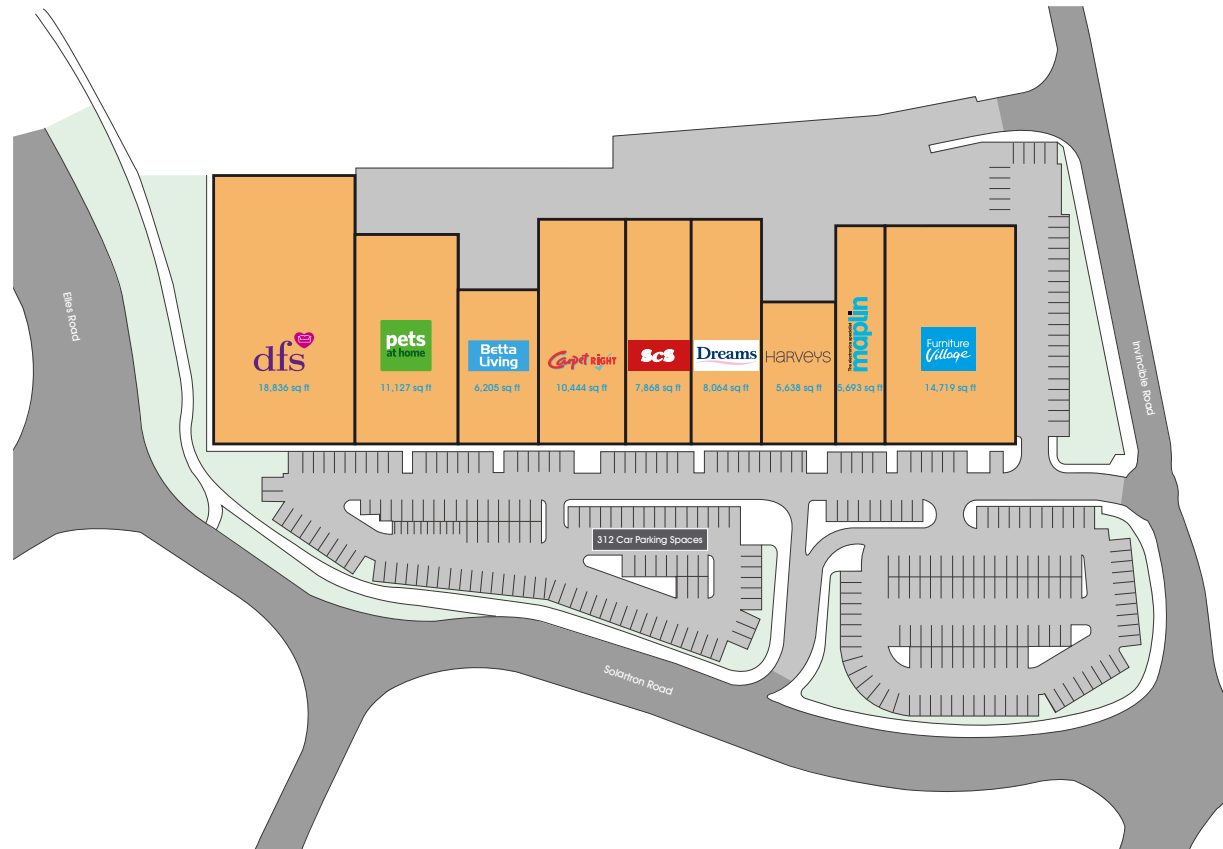 Elles Road
dfs
18,836 sq ft
pets
at home
11,127 sq ft
Betta
Living
6,205 sq ft
Carpet RIGHT
10,444 sq ft
scs
7,868 sq ft
Dreams
8,064 sq ft
HARVEYS
5,638 sq ft
The electronics specialist
maplin
5,693 sq ft
Furniture
Village
14,719 sq ft
Invincible Road
312 Car Parking Spaces
Solartron Road